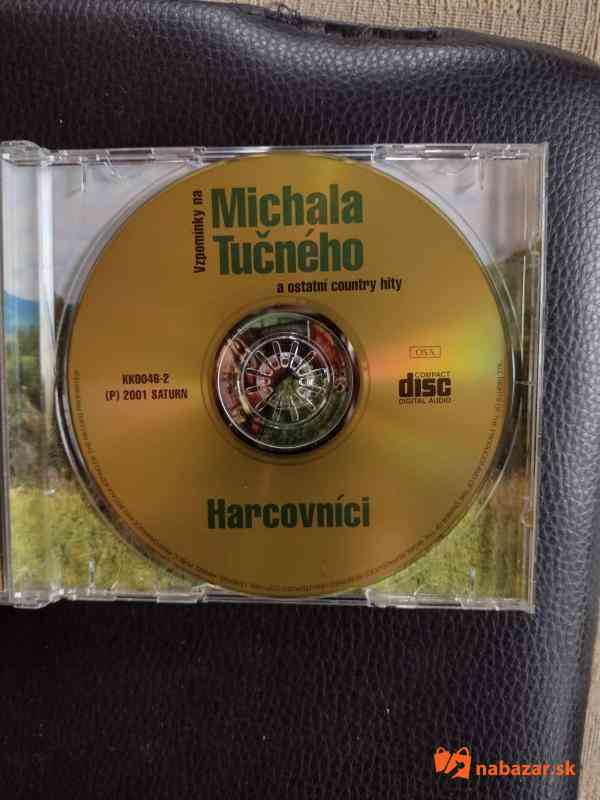 Vzpomínky na
Michala
Tučného
a ostatní country hity
OSA
KK0046-2
(P) 2001 SATURN
COMPACT
disc
DIGITAL AUDIO
Harcovníci
nabazar.sk